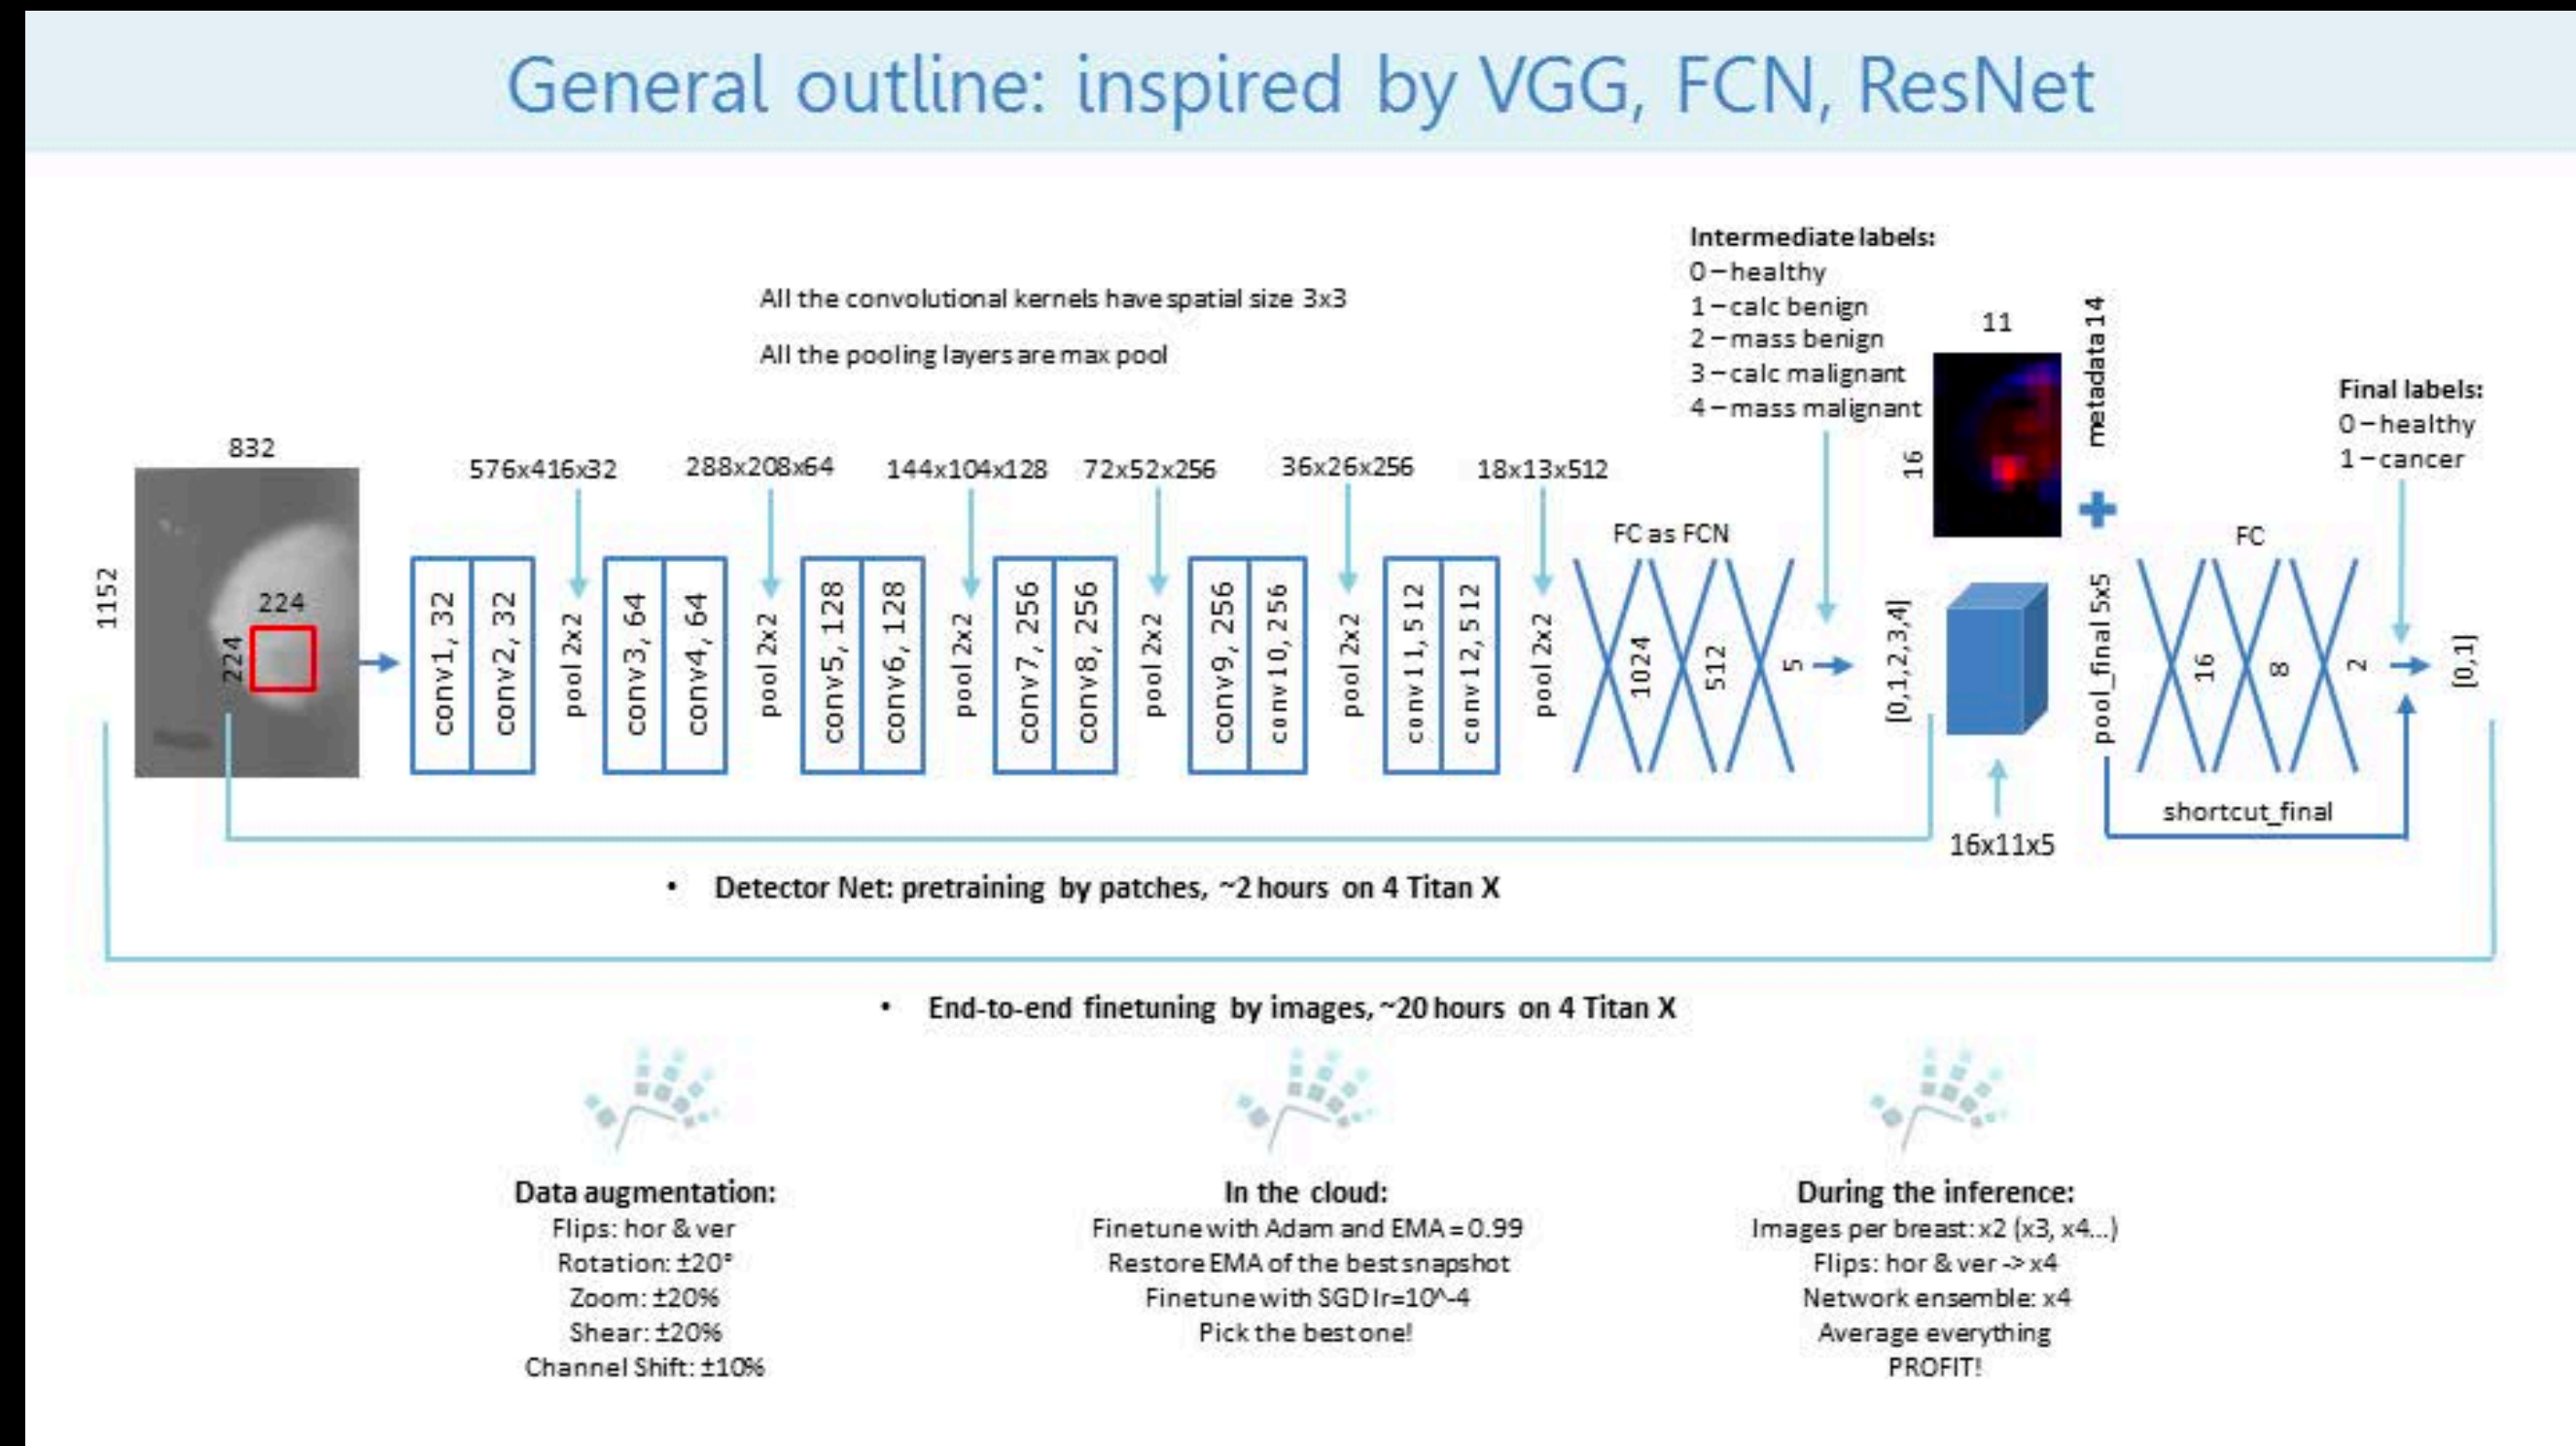 General outline: inspired by VGG, FCN, ResNet
All the convolutional kernels have spatial size 3x3
All the pooling layers are max pool
Intermediate labels:
0 – healthy
1 – calc benign
2 – mass benign
3 – calc malignant
4 – mass malignant
11
16
metadata 14
Final labels:
0 – healthy
1 – cancer
832
1152
224
224
576x416x32
288x208x64
144x104x128
72x52x256
36x26x256
18x13x512
conv1, 32
conv2, 32
pool 2x2
conv3, 64
conv4, 64
pool 2x2
conv5, 128
conv6, 128
pool 2x2
conv7, 256
conv8, 256
pool 2x2
conv9, 256
conv10, 256
pool 2x2
conv11, 512
conv12, 512
pool 2x2
FC as FCN
1024
512
5
[0,1,2,3,4]
16x11x5
pool_final 5x5
FC
16
8
2
[0,1]
shortcut_final
• Detector Net: pretraining by patches, ~2 hours on 4 Titan X
• End-to-end finetuning by images, ~20 hours on 4 Titan X
Data augmentation:
Flips: hor & ver
Rotation: ±20°
Zoom: ±20%
Shear: ±20%
Channel Shift: ±10%
In the cloud:
Finetune with Adam and EMA = 0.99
Restore EMA of the best snapshot
Finetune with SGD lr=10^-4
Pick the best one!
During the inference:
Images per breast: x2 (x3, x4...)
Flips: hor & ver -> x4
Network ensemble: x4
Average everything
PROFIT!